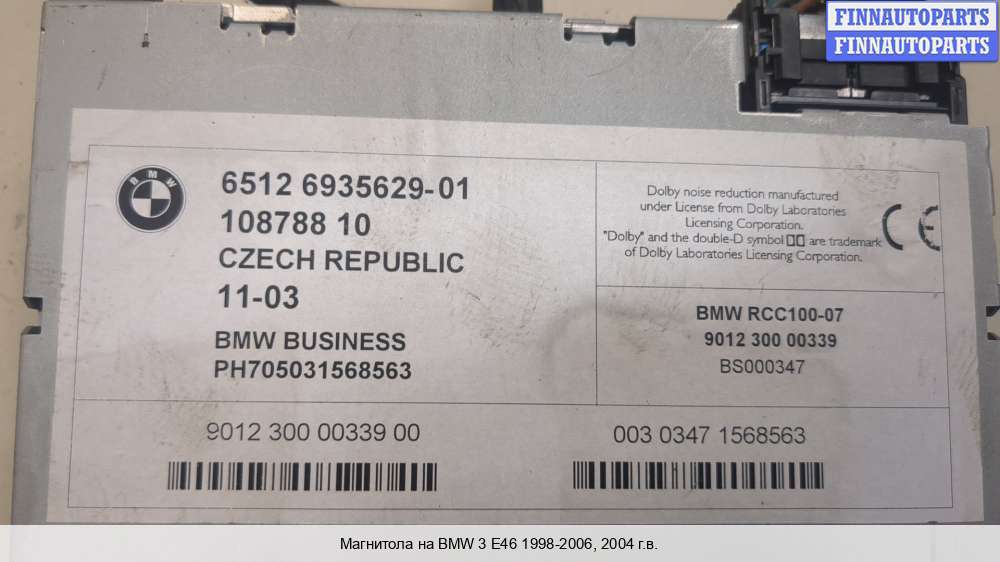 FINNAUTOPARTS
FINNAUTOPARTS
BMW
6512 6935629-01
108788 10
CZECH REPUBLIC
11-03
BMW BUSINESS
PH705031568563
Dolby noise reduction manufactured
under License from Dolby Laboratories
Licensing Corporation.
"Dolby" and the double-D symbol are trademark
of Dolby Laboratories Licensing Corporation.
CE
BMW RCC100-07
9012 300 00339
BS000347
9012 300 00339 00
003 0347 1568563
Магнитола на BMW 3 E46 1998-2006, 2004 г.в.